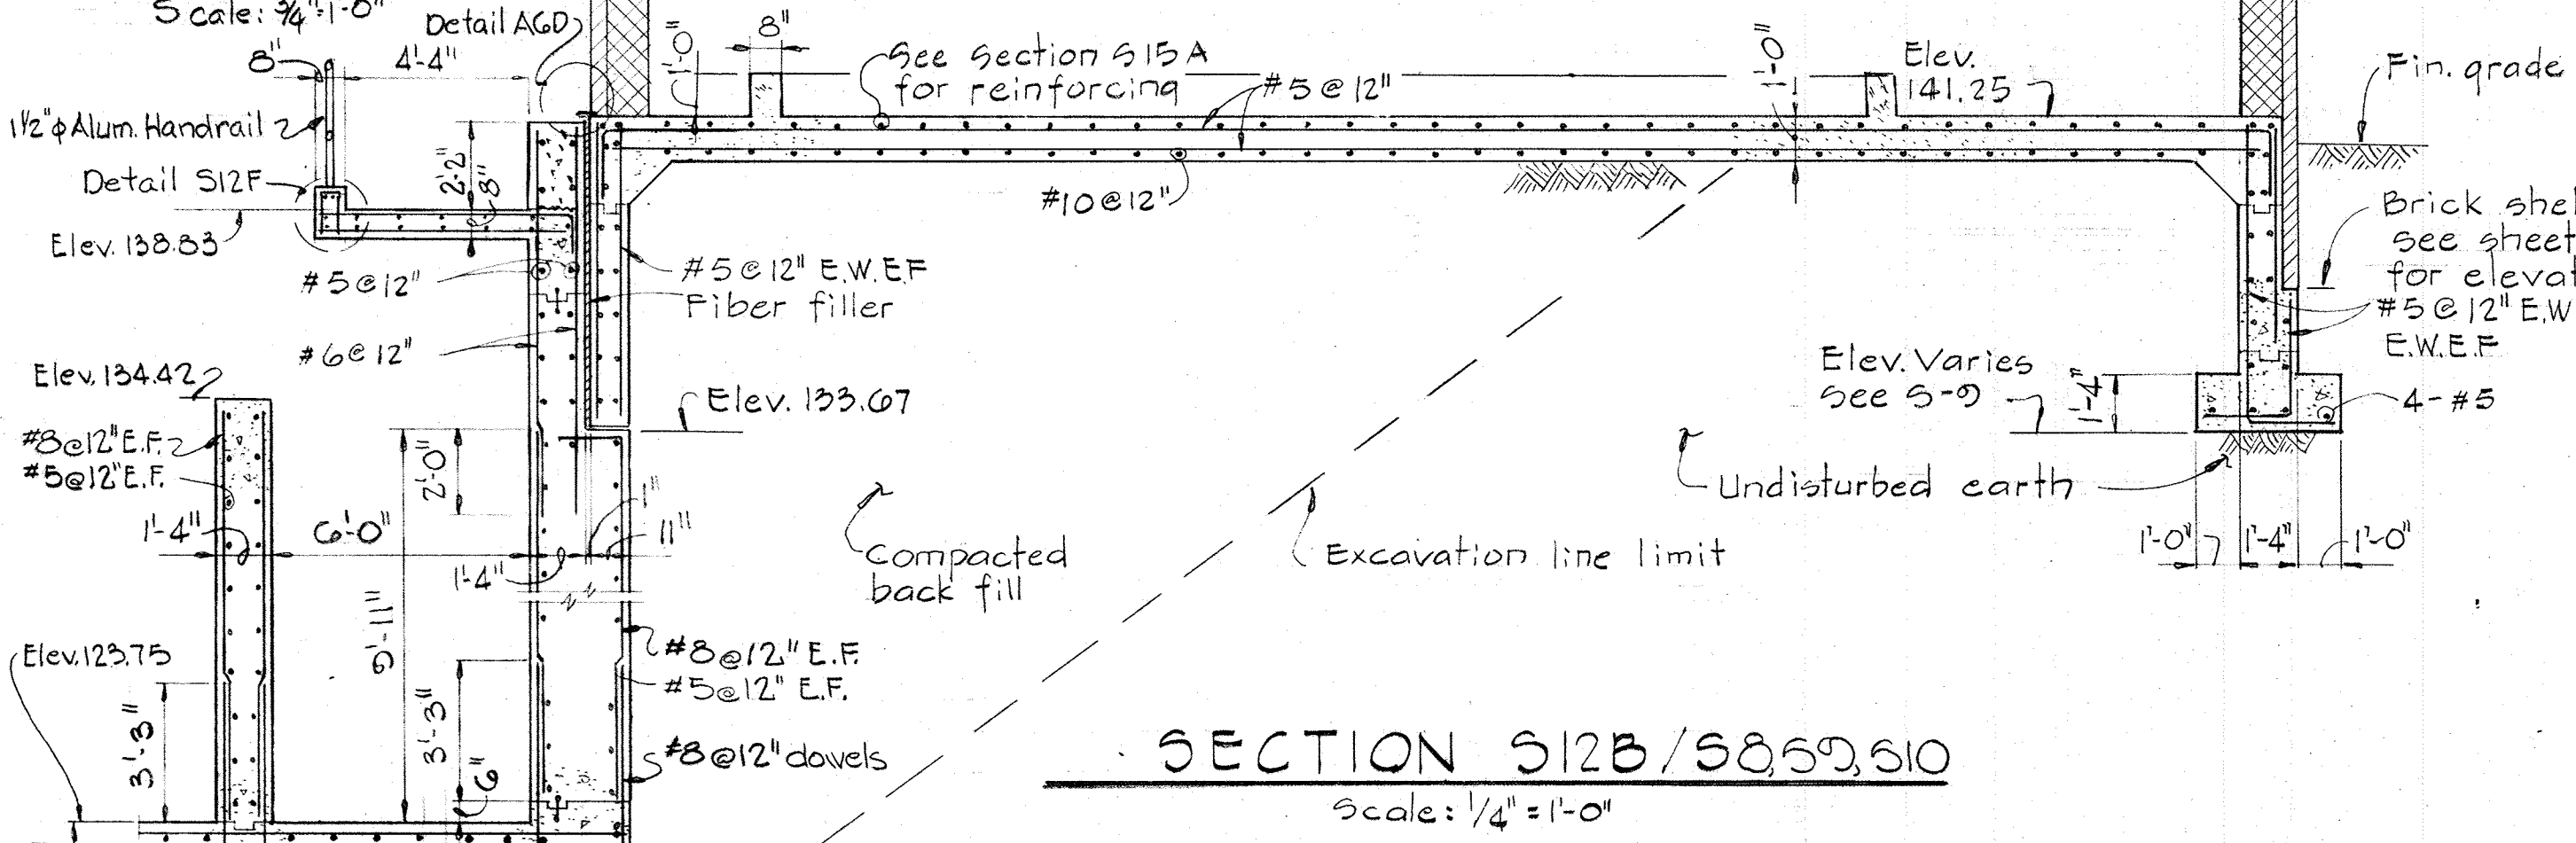 Scale: 3/4"=1'-0"
Detail A6D
8"
4'-4"
1'-0"
8"
See Section S15A
for reinforcing
#5@12"
1'-0"
Elev.
141.25
Fin. grade
1½"φ Alum. Handrail
Detail S12F
2'-2"
8"
#10@12"
Elev. 138.83
Brick shel
see sheet
for elevat
#5@12" E.W
E.W.E.F
#5@12"
#5@12" E.W.E.F
Fiber filler
#6@12"
Elev. 134.42
Elev. 133.67
Elev. Varies
See S-9
1'-4"
4-#5
#8@12" E.F.
#5@12" E.F.
2'-0"
Undisturbed earth
1'-4"
6'-0"
1"
11"
1'-4"
Compacted
back fill
Excavation line limit
1'-0"
1'-4"
1'-0"
9'-11"
Elev. 123.75
#8@12" E.F.
#5@12" E.F.
3'-3"
3'-3"
6"
#8@12" dowels
SECTION S12B/S8,S9,S10
Scale: 1/4" = 1'-0"